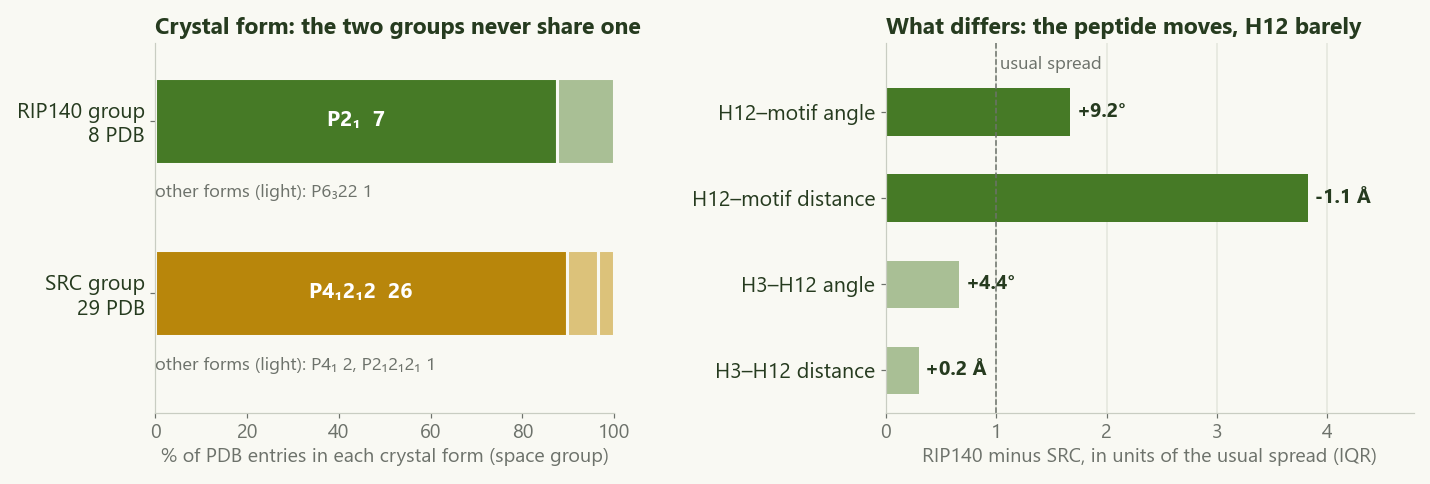 Crystal form: the two groups never share one
RIP140 group
8 PDB
P2₁ 7
other forms (light): P6₃22 1
SRC group
29 PDB
P4₁2₁2 26
other forms (light): P4₁ 2, P2₁2₁2₁ 1
0 20 40 60 80 100
% of PDB entries in each crystal form (space group)
What differs: the peptide moves, H12 barely
usual spread
H12–motif angle +9.2°
H12–motif distance -1.1 Å
H3–H12 angle +4.4°
H3–H12 distance +0.2 Å
0 1 2 3 4
RIP140 minus SRC, in units of the usual spread (IQR)